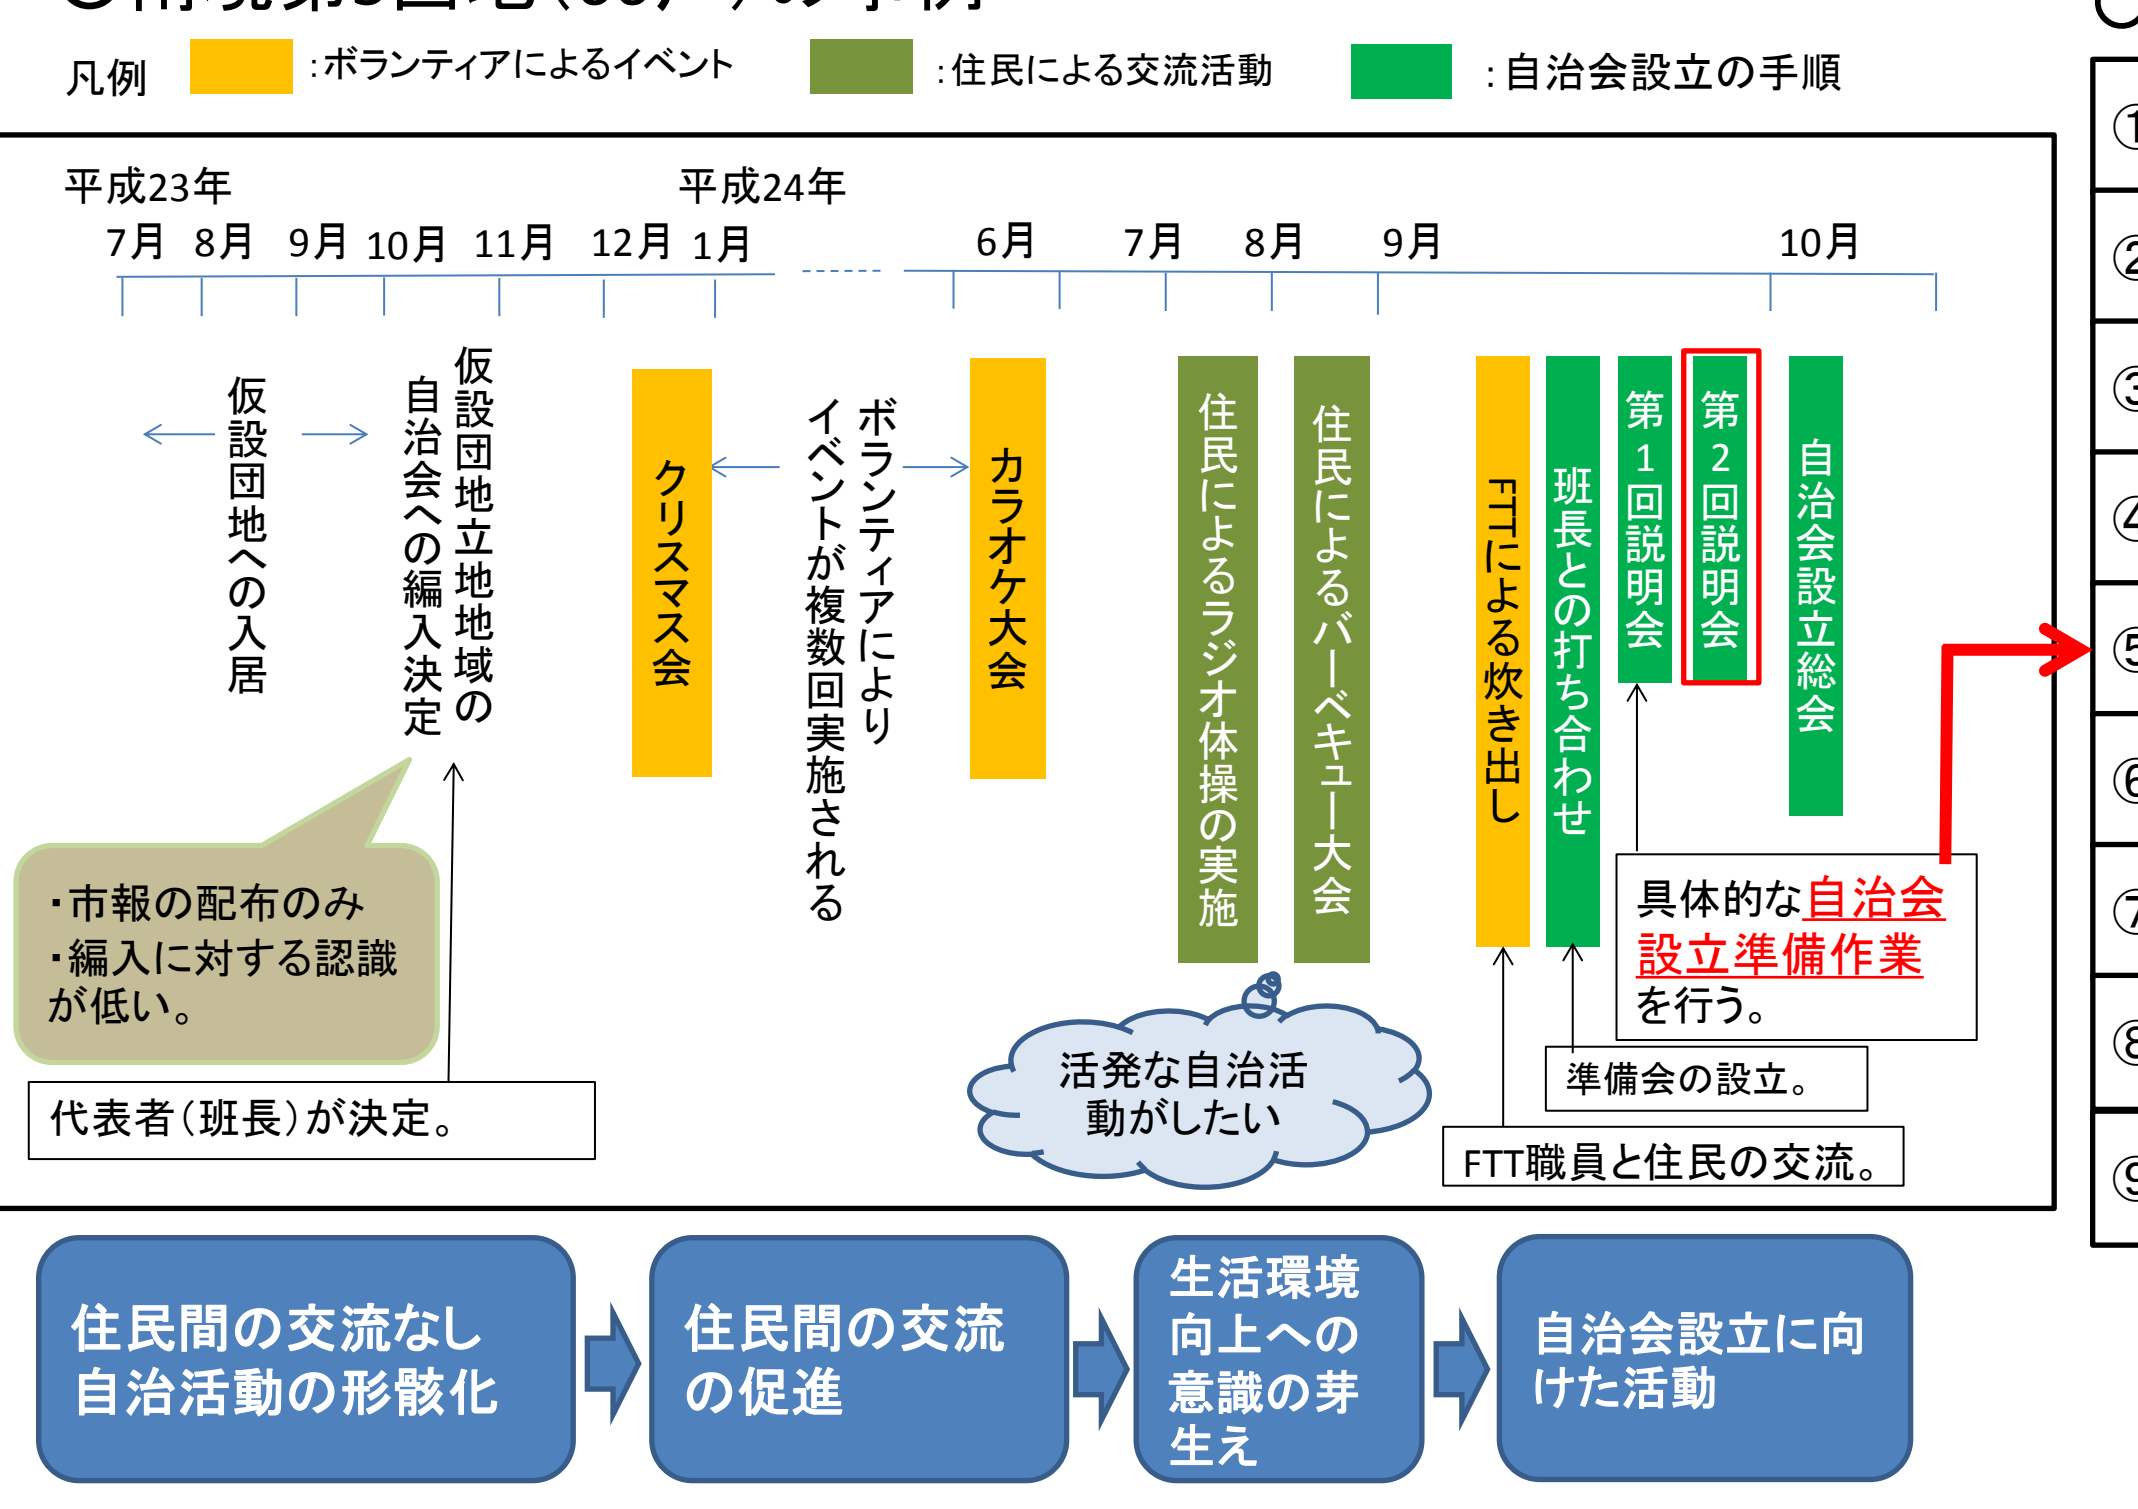 凡例
:ボランティアによるイベント
:住民による交流活動
:自治会設立の手順
平成23年
平成24年
7月 8月 9月 10月 11月 12月 1月 6月 7月 8月 9月 10月
仮設団地への入居
仮設団地立地地域の
自治会への編入決定
クリスマス会
ボランティアにより
イベントが複数回実施される
カラオケ大会
住民によるラジオ体操の実施
住民によるバーベキュー大会
FTTによる炊き出し
班長との打ち合わせ
第1回説明会
第2回説明会
自治会設立総会
・市報の配布のみ
・編入に対する認識
が低い。
代表者(班長)が決定。
活発な自治活
動がしたい
具体的な自治会
設立準備作業
を行う。
準備会の設立。
FTT職員と住民の交流。
住民間の交流なし
自治活動の形骸化
住民間の交流
の促進
生活環境
向上への
意識の芽
生え
自治会設立に向
けた活動
①
②
③
④
⑤
⑥
⑦
⑧
⑨